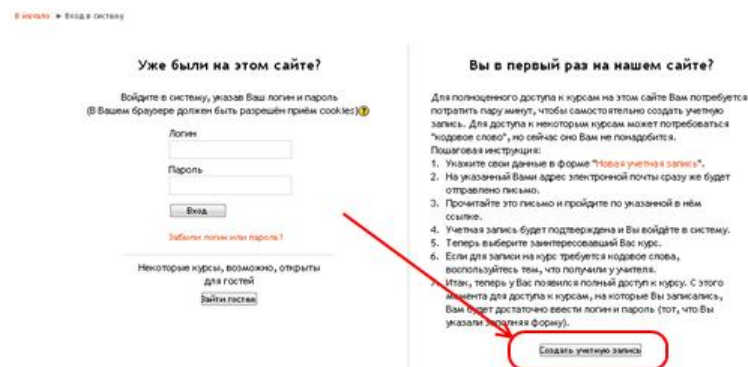 В начало ► Вход в систему
Уже были на этом сайте?
Войдите в систему, указав Ваш логин и пароль
(В Вашем браузере должен быть разрешён приём cookies)?
Логин
Пароль
Вход
Забыли логин или пароль?
Некоторые курсы, возможно, открыты
для гостей
Зайти гостем
Вы в первый раз на нашем сайте?
Для полноценного доступа к курсам на этом сайте Вам потребуется
потратить пару минут, чтобы самостоятельно создать учетную
запись. Для доступа к некоторым курсам может потребоваться
"кодовое слово", но сейчас оно Вам не понадобится.
Пошаговая инструкция:
1. Укажите свои данные в форме "Новая учетная запись".
2. На указанный Вами адрес электронной почты сразу же будет
отправлено письмо.
3. Прочитайте это письмо и пройдите по указанной в нём
ссылке.
4. Учетная запись будет подтверждена и Вы войдёте в систему.
5. Теперь выберите заинтересовавший Вас курс.
6. Если для записи на курс требуется кодовое слова,
воспользуйтесь тем, что получили у учителя.
7. Итак, теперь у Вас появился полный доступ к курсу. С этого
момента для доступа к курсам, на которые Вы записались,
Вам будет достаточно ввести логин и пароль (тот, что Вы
указали заполняя форму).
Создать учетную запись